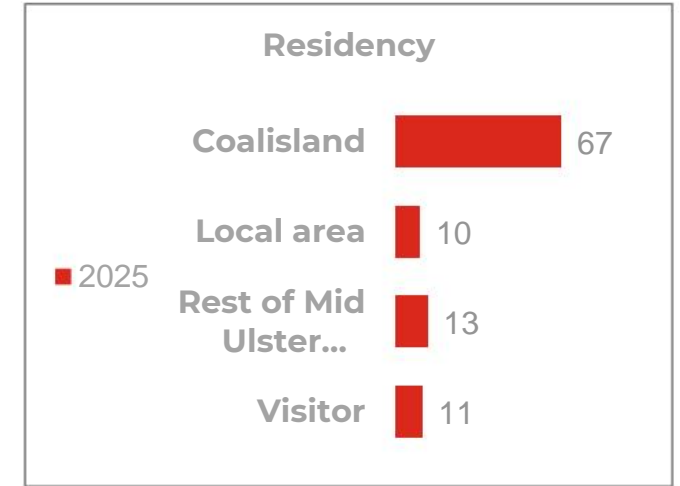 Residency
Coalisland
67
Local area
10
2025
Rest of Mid
Ulster...
13
Visitor
11